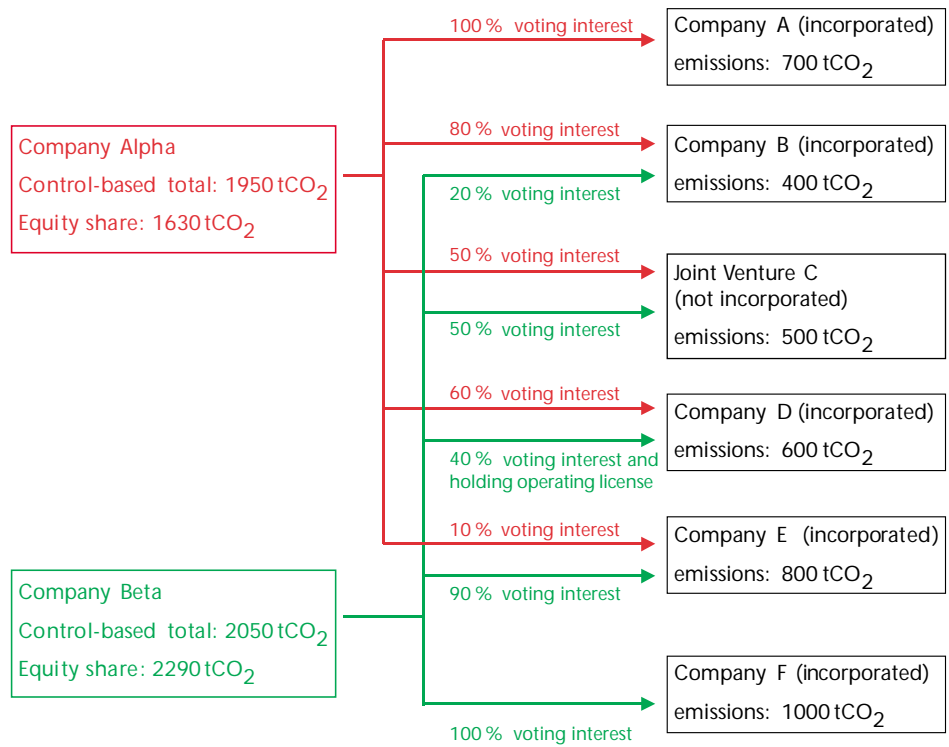 100 % voting interest
Company A (incorporated)
emissions: 700 tCO2
Company Alpha
Control-based total: 1950 tCO2
Equity share: 1630 tCO2
80 % voting interest
20 % voting interest
Company B (incorporated)
emissions: 400 tCO2
50 % voting interest
50 % voting interest
Joint Venture C
(not incorporated)
emissions: 500 tCO2
60 % voting interest
40 % voting interest and
holding operating license
Company D (incorporated)
emissions: 600 tCO2
10 % voting interest
90 % voting interest
Company E (incorporated)
emissions: 800 tCO2
Company Beta
Control-based total: 2050 tCO2
Equity share: 2290 tCO2
100 % voting interest
Company F (incorporated)
emissions: 1000 tCO2